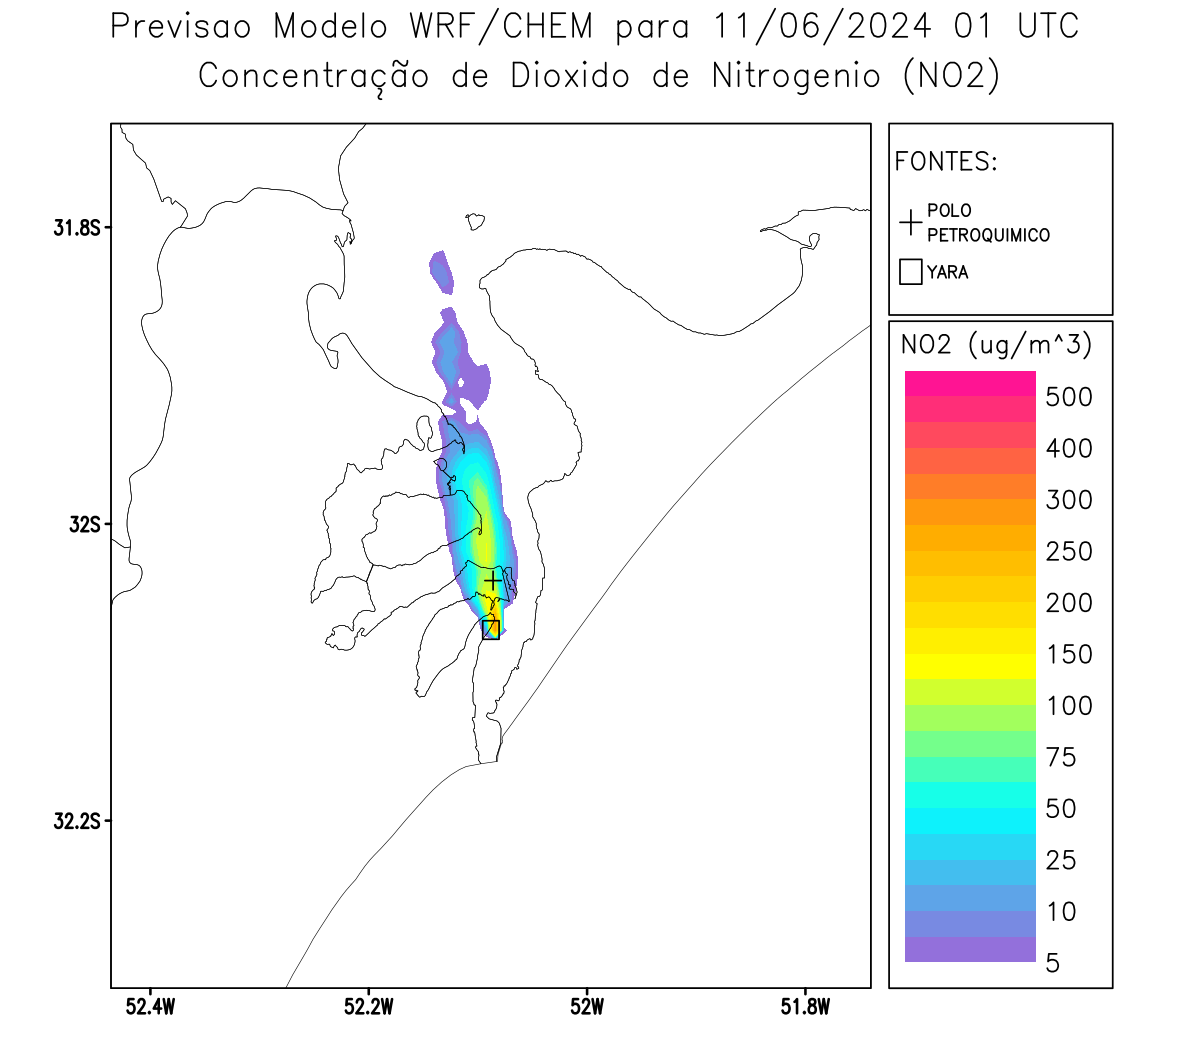 Previsao Modelo WRF/CHEM para 11/06/2024 01 UTC
Concentração de Dioxido de Nitrogenio (NO2)
FONTES:
POLO
PETROQUIMICO
YARA
NO2 (ug/m^3)
500
400
300
250
200
150
100
75
50
25
10
5
31.8S
32S
32.2S
52.4W
52.2W
52W
51.8W